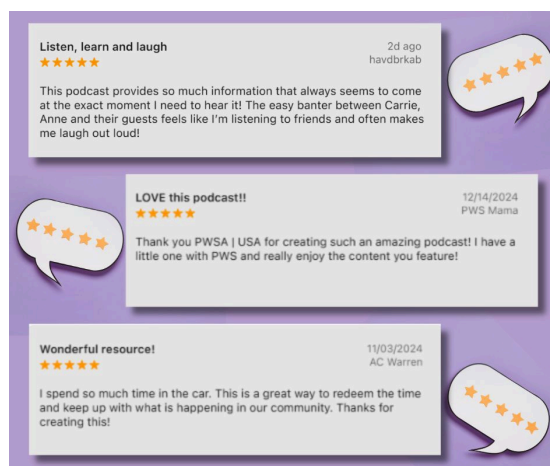 Listen, learn and laugh
2d ago
havdbrkab
This podcast provides so much information that always seems to come
at the exact moment I need to hear it! The easy banter between Carrie,
Anne and their guests feels like I'm listening to friends and often makes
me laugh out loud!
LOVE this podcast!!
12/14/2024
PWS Mama
Thank you PWSA | USA for creating such an amazing podcast! I have a
little one with PWS and really enjoy the content you feature!
Wonderful resource!
11/03/2024
AC Warren
I spend so much time in the car. This is a great way to redeem the time
and keep up with what is happening in our community. Thanks for
creating this!